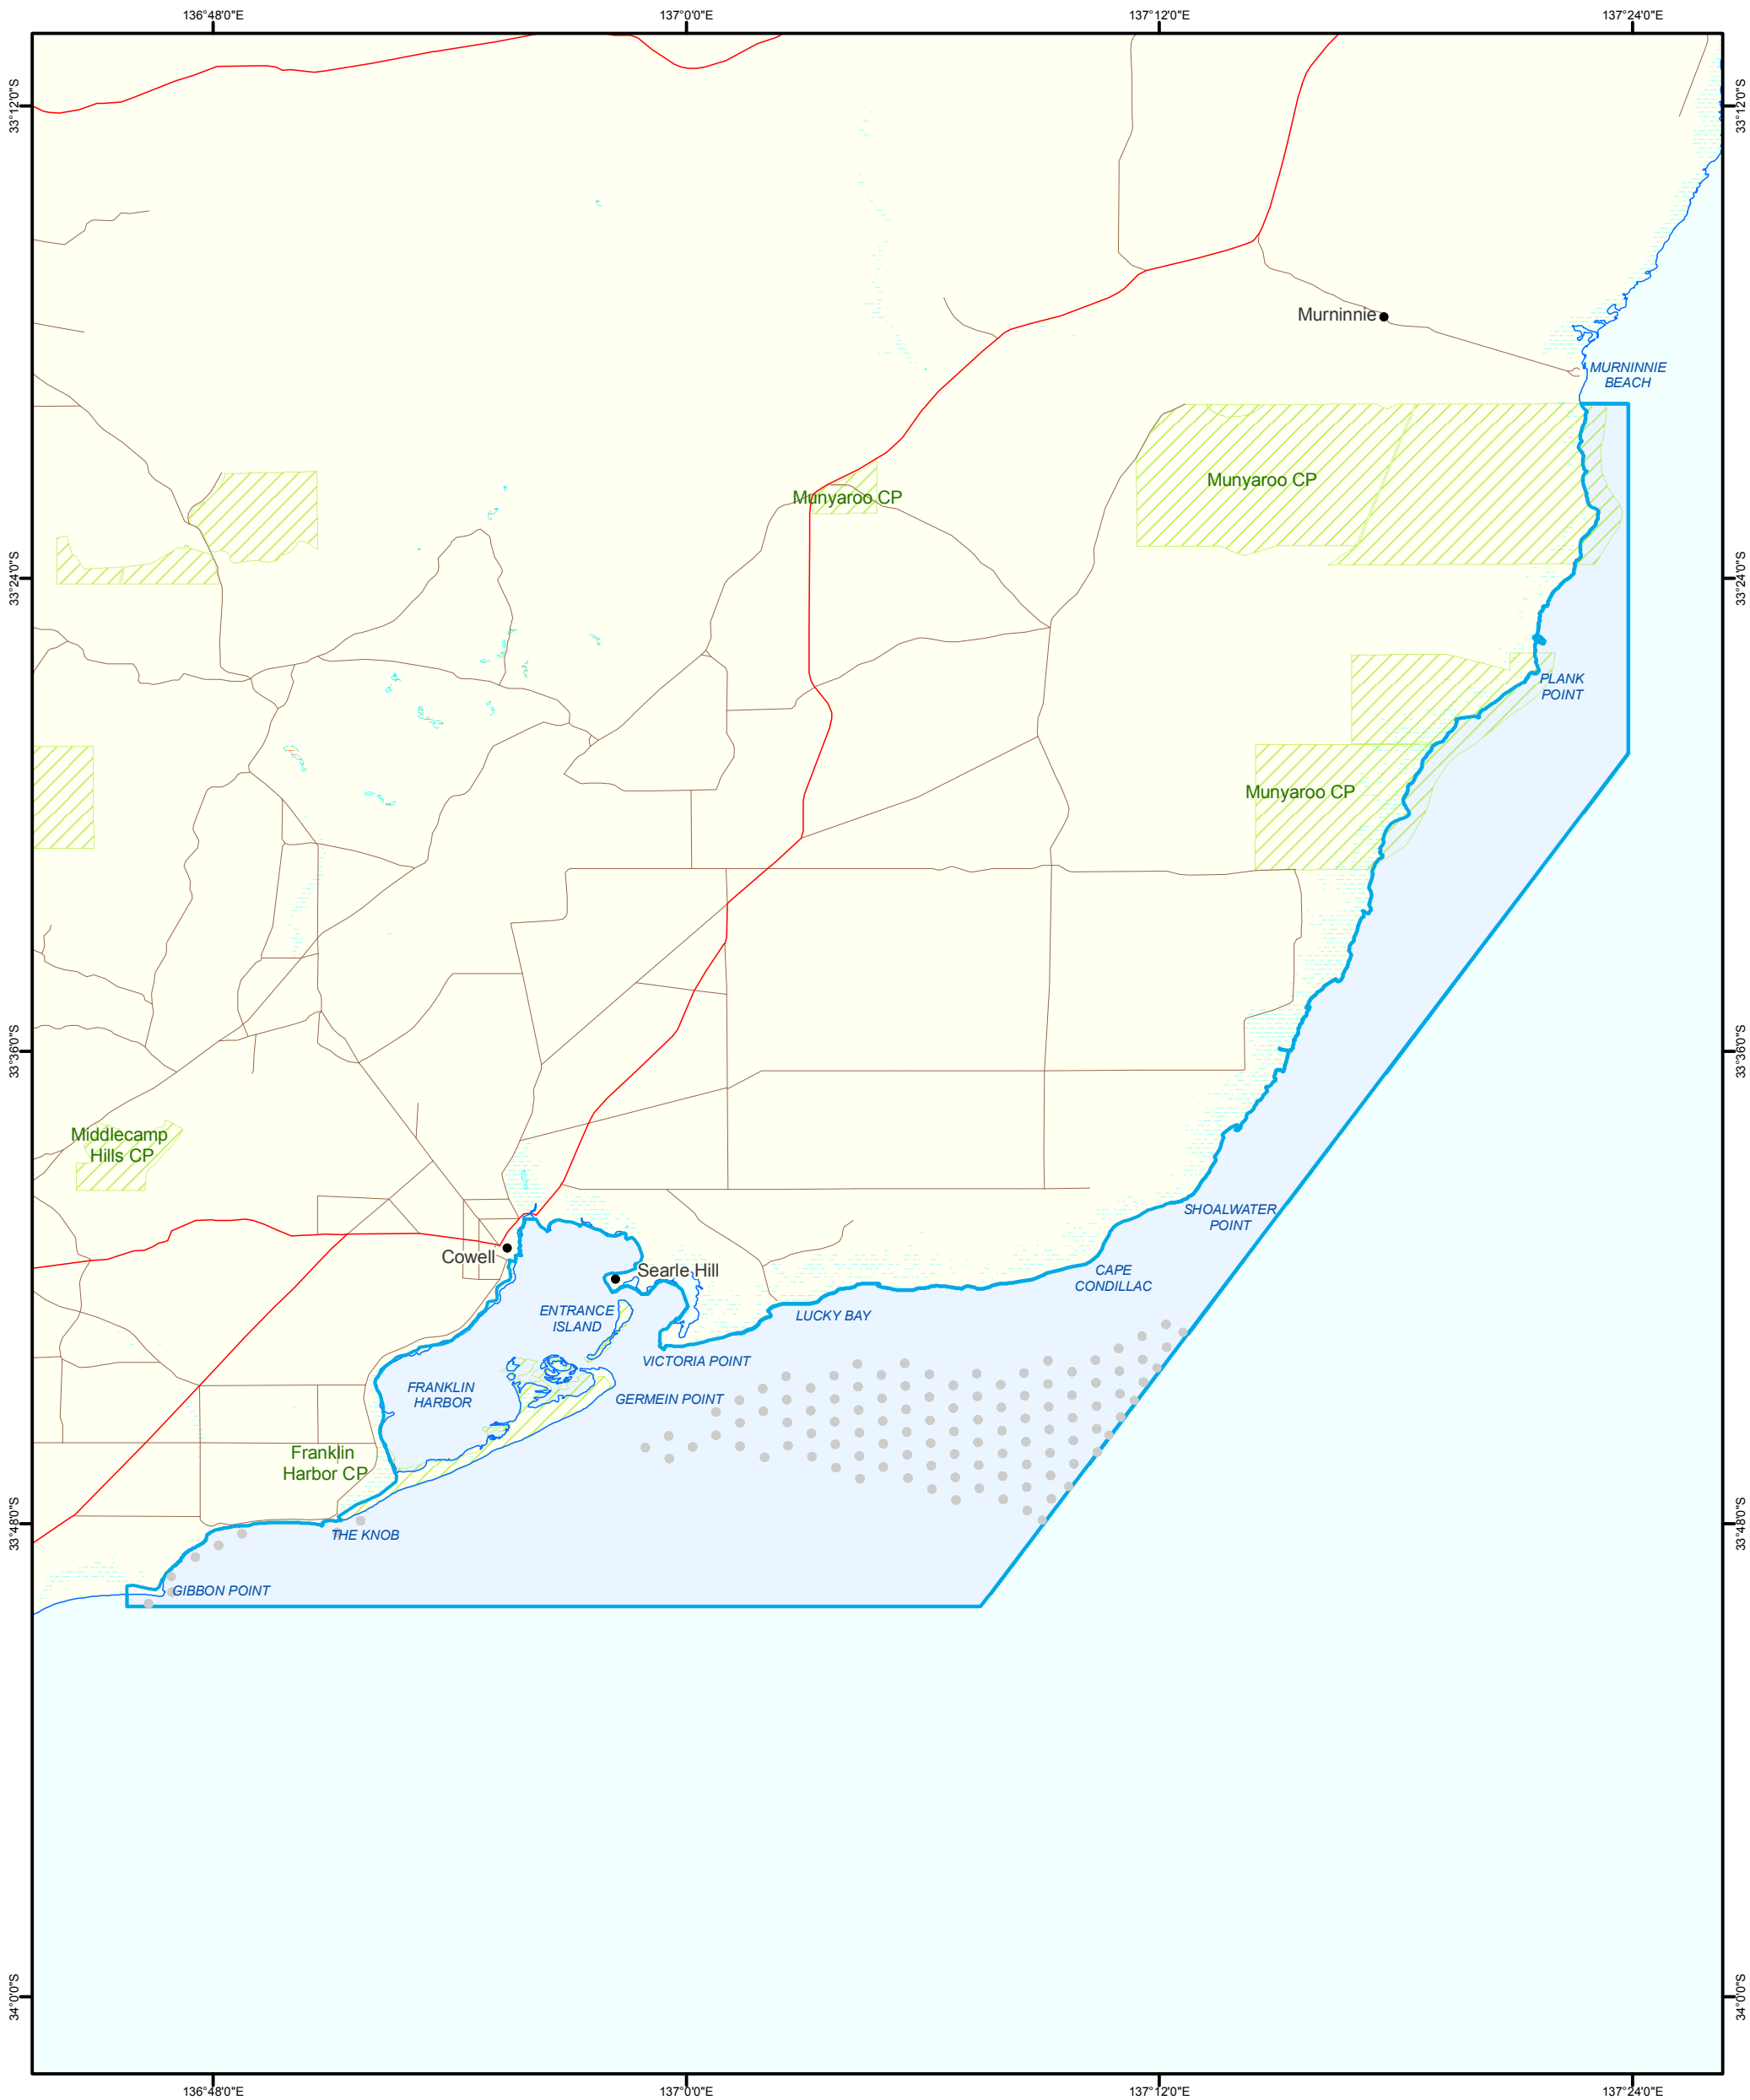 136°48'0"E
137°0'0"E
137°12'0"E
137°24'0"E
33°12'0"S
33°12'0"S
Murninnie
MURNINNIE
BEACH
Munyaroo CP
Munyaroo CP
33°24'0"S
33°24'0"S
PLANK
POINT
Munyaroo CP
33°36'0"S
33°36'0"S
Middlecamp
Hills CP
SHOALWATER
POINT
Cowell
Searle Hill
CAPE
CONDILLAC
ENTRANCE
ISLAND
LUCKY BAY
VICTORIA POINT
FRANKLIN
HARBOR
GERMEIN POINT
Franklin
Harbor CP
33°48'0"S
33°48'0"S
THE KNOB
GIBBON POINT
34°0'0"S
34°0'0"S
136°48'0"E
137°0'0"E
137°12'0"E
137°24'0"E